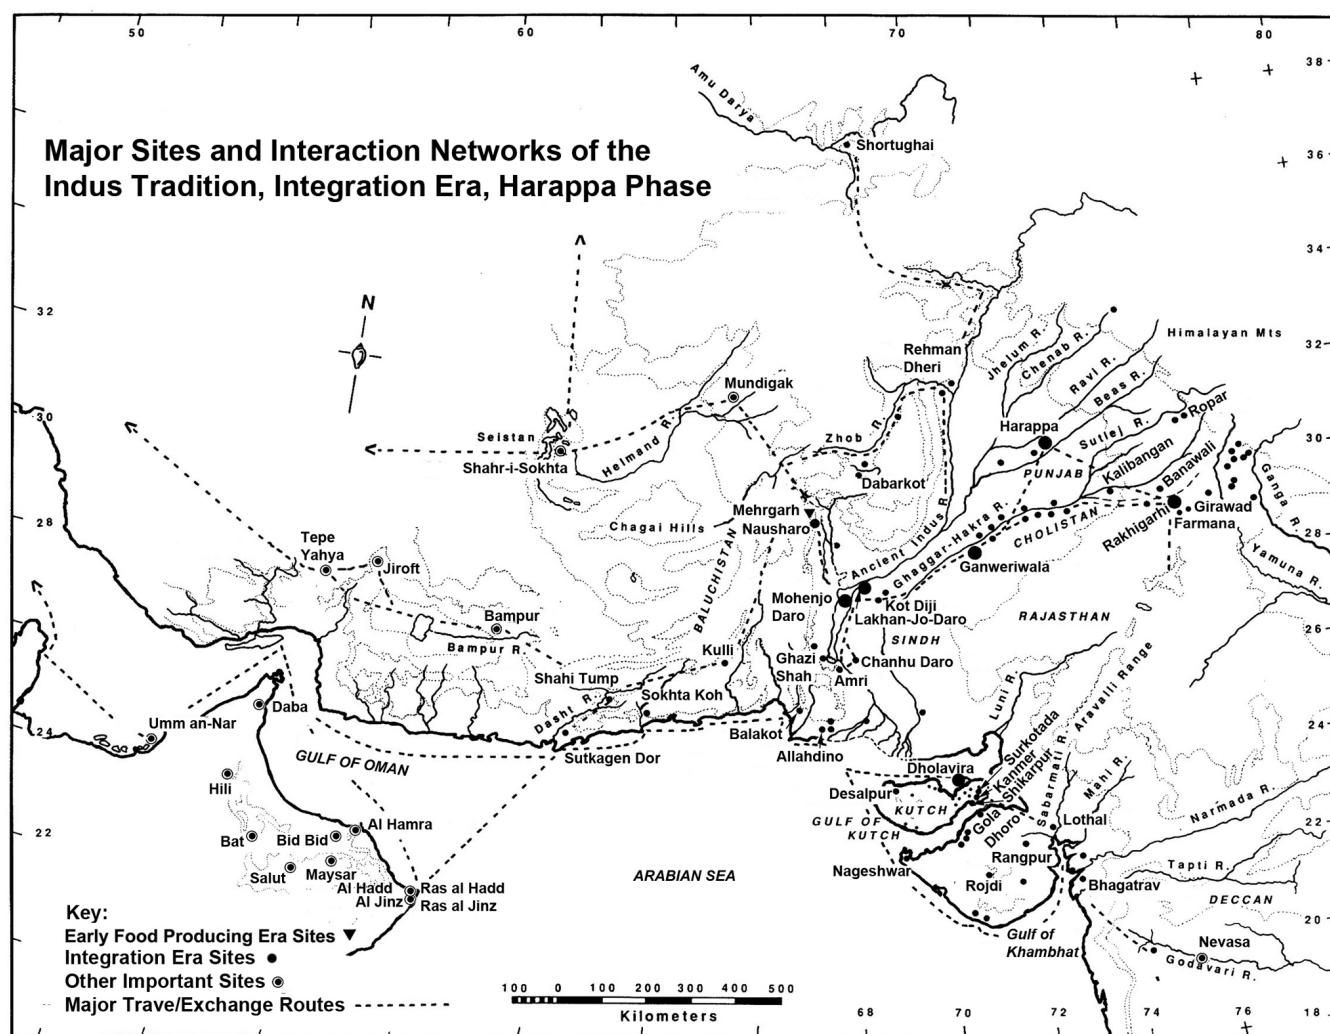 50
60
70
80
38
36
34
32
32
30
30
28
28
26
24
24
22
22
20
18
68
70
72
74
76
Major Sites and Interaction Networks of the
Indus Tradition, Integration Era, Harappa Phase
N
Amu Darya
Shortughai
Rehman
Dheri
Jhelum R.
Chenab R.
Ravi R.
Beas R.
Himalayan Mts
Mundigak
Seistan
Shahr-i-Sokhta
Helmand R.
Zhob R.
Dabarkot
Harappa
PUNJAB
Sutlej R.
Ropar
Kalibangan
Banawali
Ganga R.
Mehrgarh
Nausharo
Chagai Hills
Ancient Indus R.
Ghaggar-Hakra R.
CHOLISTAN
Rakhigarhi
Girawad
Farmana
Yamuna R.
Ganweriwala
Tepe
Yahya
Jiroft
BALUCHISTAN
Mohenjo
Daro
Kot Diji
Lakhan-Jo-Daro
SINDH
RAJASTHAN
Bampur
Bampur R.
Kulli
Ghazi
Shah
Chanhu Daro
Amri
Shahi Tump
Sokhta Koh
Dasht R.
Luni R.
Aravalli Range
Daba
Umm an-Nar
GULF OF OMAN
Sutkagen Dor
Balakot
Allahdino
Dholavira
Surkotada
Kanmer
Shikarpur
Sabarmati R.
Mahi R.
Hili
Desalpur
KUTCH
GULF OF
KUTCH
Gola
Dhoro
Lothal
Narmada R.
Al Hamra
Bat
Bid Bid
Salut
Maysar
Nageshwar
Rangpur
Rojdi
Tapti R.
Bhagatrav
DECCAN
Al Hadd
Al Jinz
Ras al Hadd
Ras al Jinz
ARABIAN SEA
Gulf of
Khambhat
Nevasa
Godavari R.
Key:
Early Food Producing Era Sites
Integration Era Sites
Other Important Sites
Major Trave/Exchange Routes
100 0 100 200 300 400 500
Kilometers